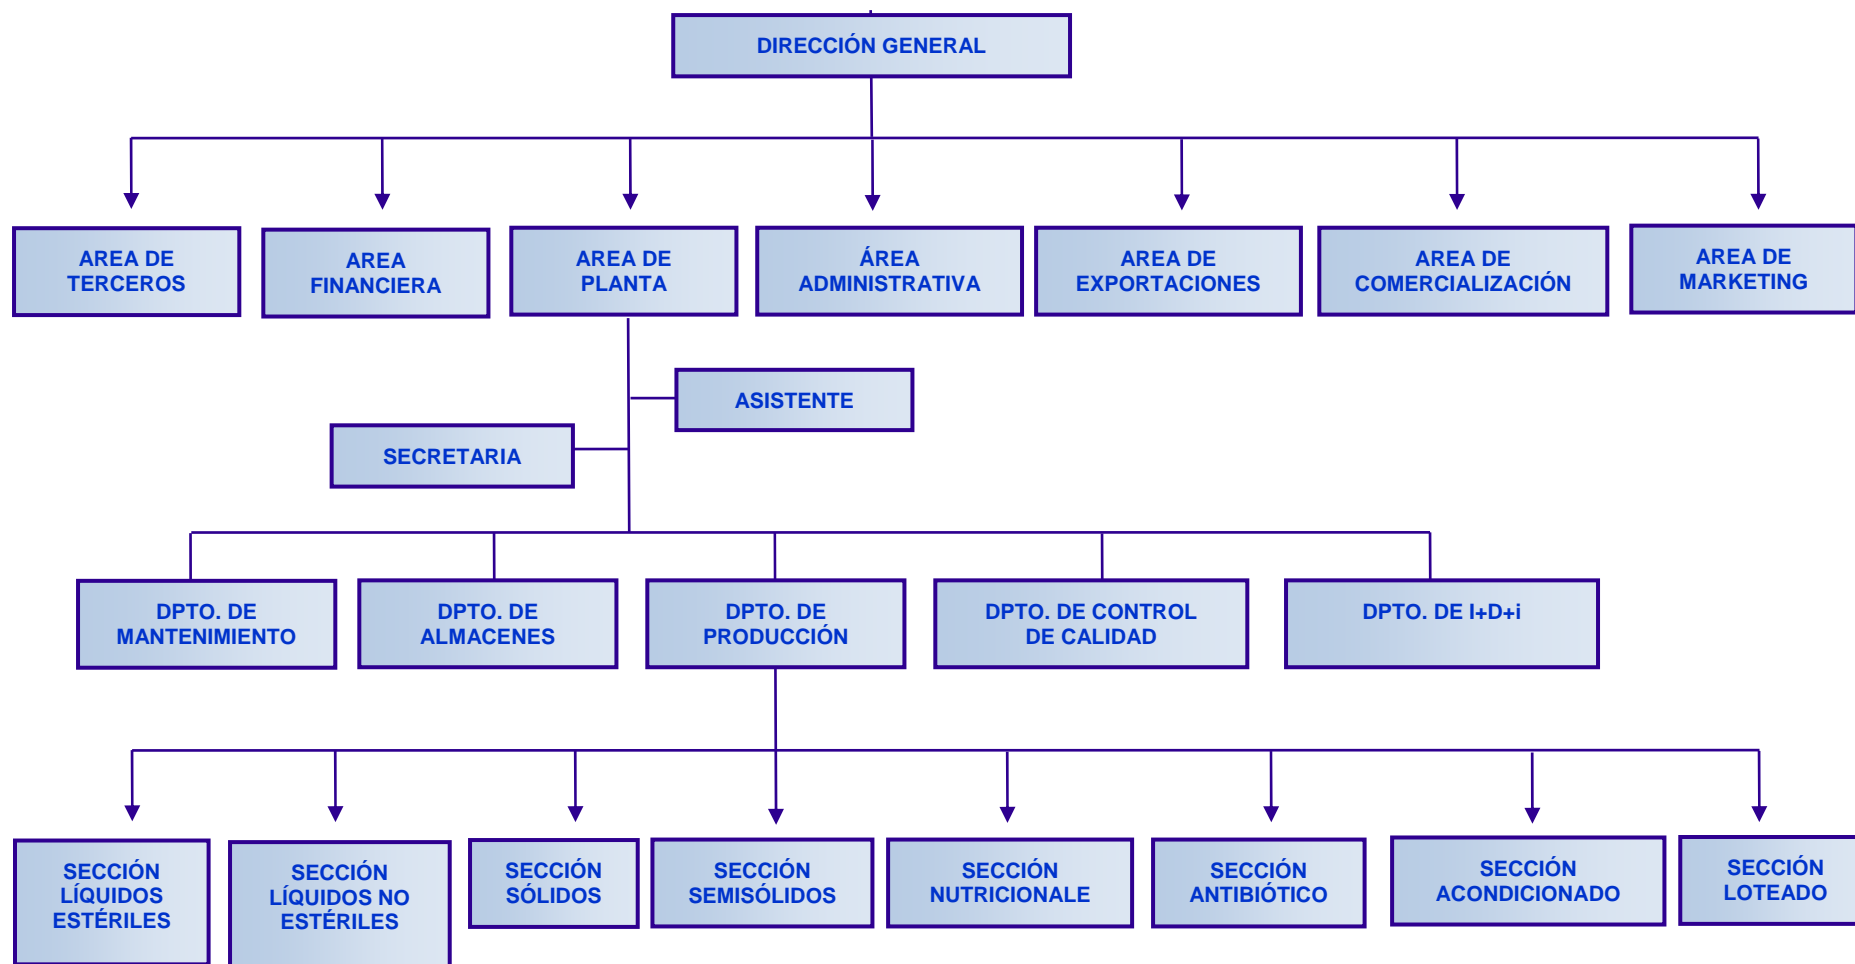 DIRECCIÓN GENERAL
AREA DE
TERCEROS
AREA
FINANCIERA
AREA DE
PLANTA
ÁREA
ADMINISTRATIVA
AREA DE
EXPORTACIONES
AREA DE
COMERCIALIZACIÓN
AREA DE
MARKETING
ASISTENTE
SECRETARIA
DPTO. DE
MANTENIMIENTO
DPTO. DE
ALMACENES
DPTO. DE
PRODUCCIÓN
DPTO. DE CONTROL
DE CALIDAD
DPTO. DE I+D+i
SECCIÓN
LÍQUIDOS
ESTÉRILES
SECCIÓN
LÍQUIDOS NO
ESTÉRILES
SECCIÓN
SÓLIDOS
SECCIÓN
SEMISÓLIDOS
SECCIÓN
NUTRICIONALE
SECCIÓN
ANTIBIÓTICO
SECCIÓN
ACONDICIONADO
SECCIÓN
LOTEADO